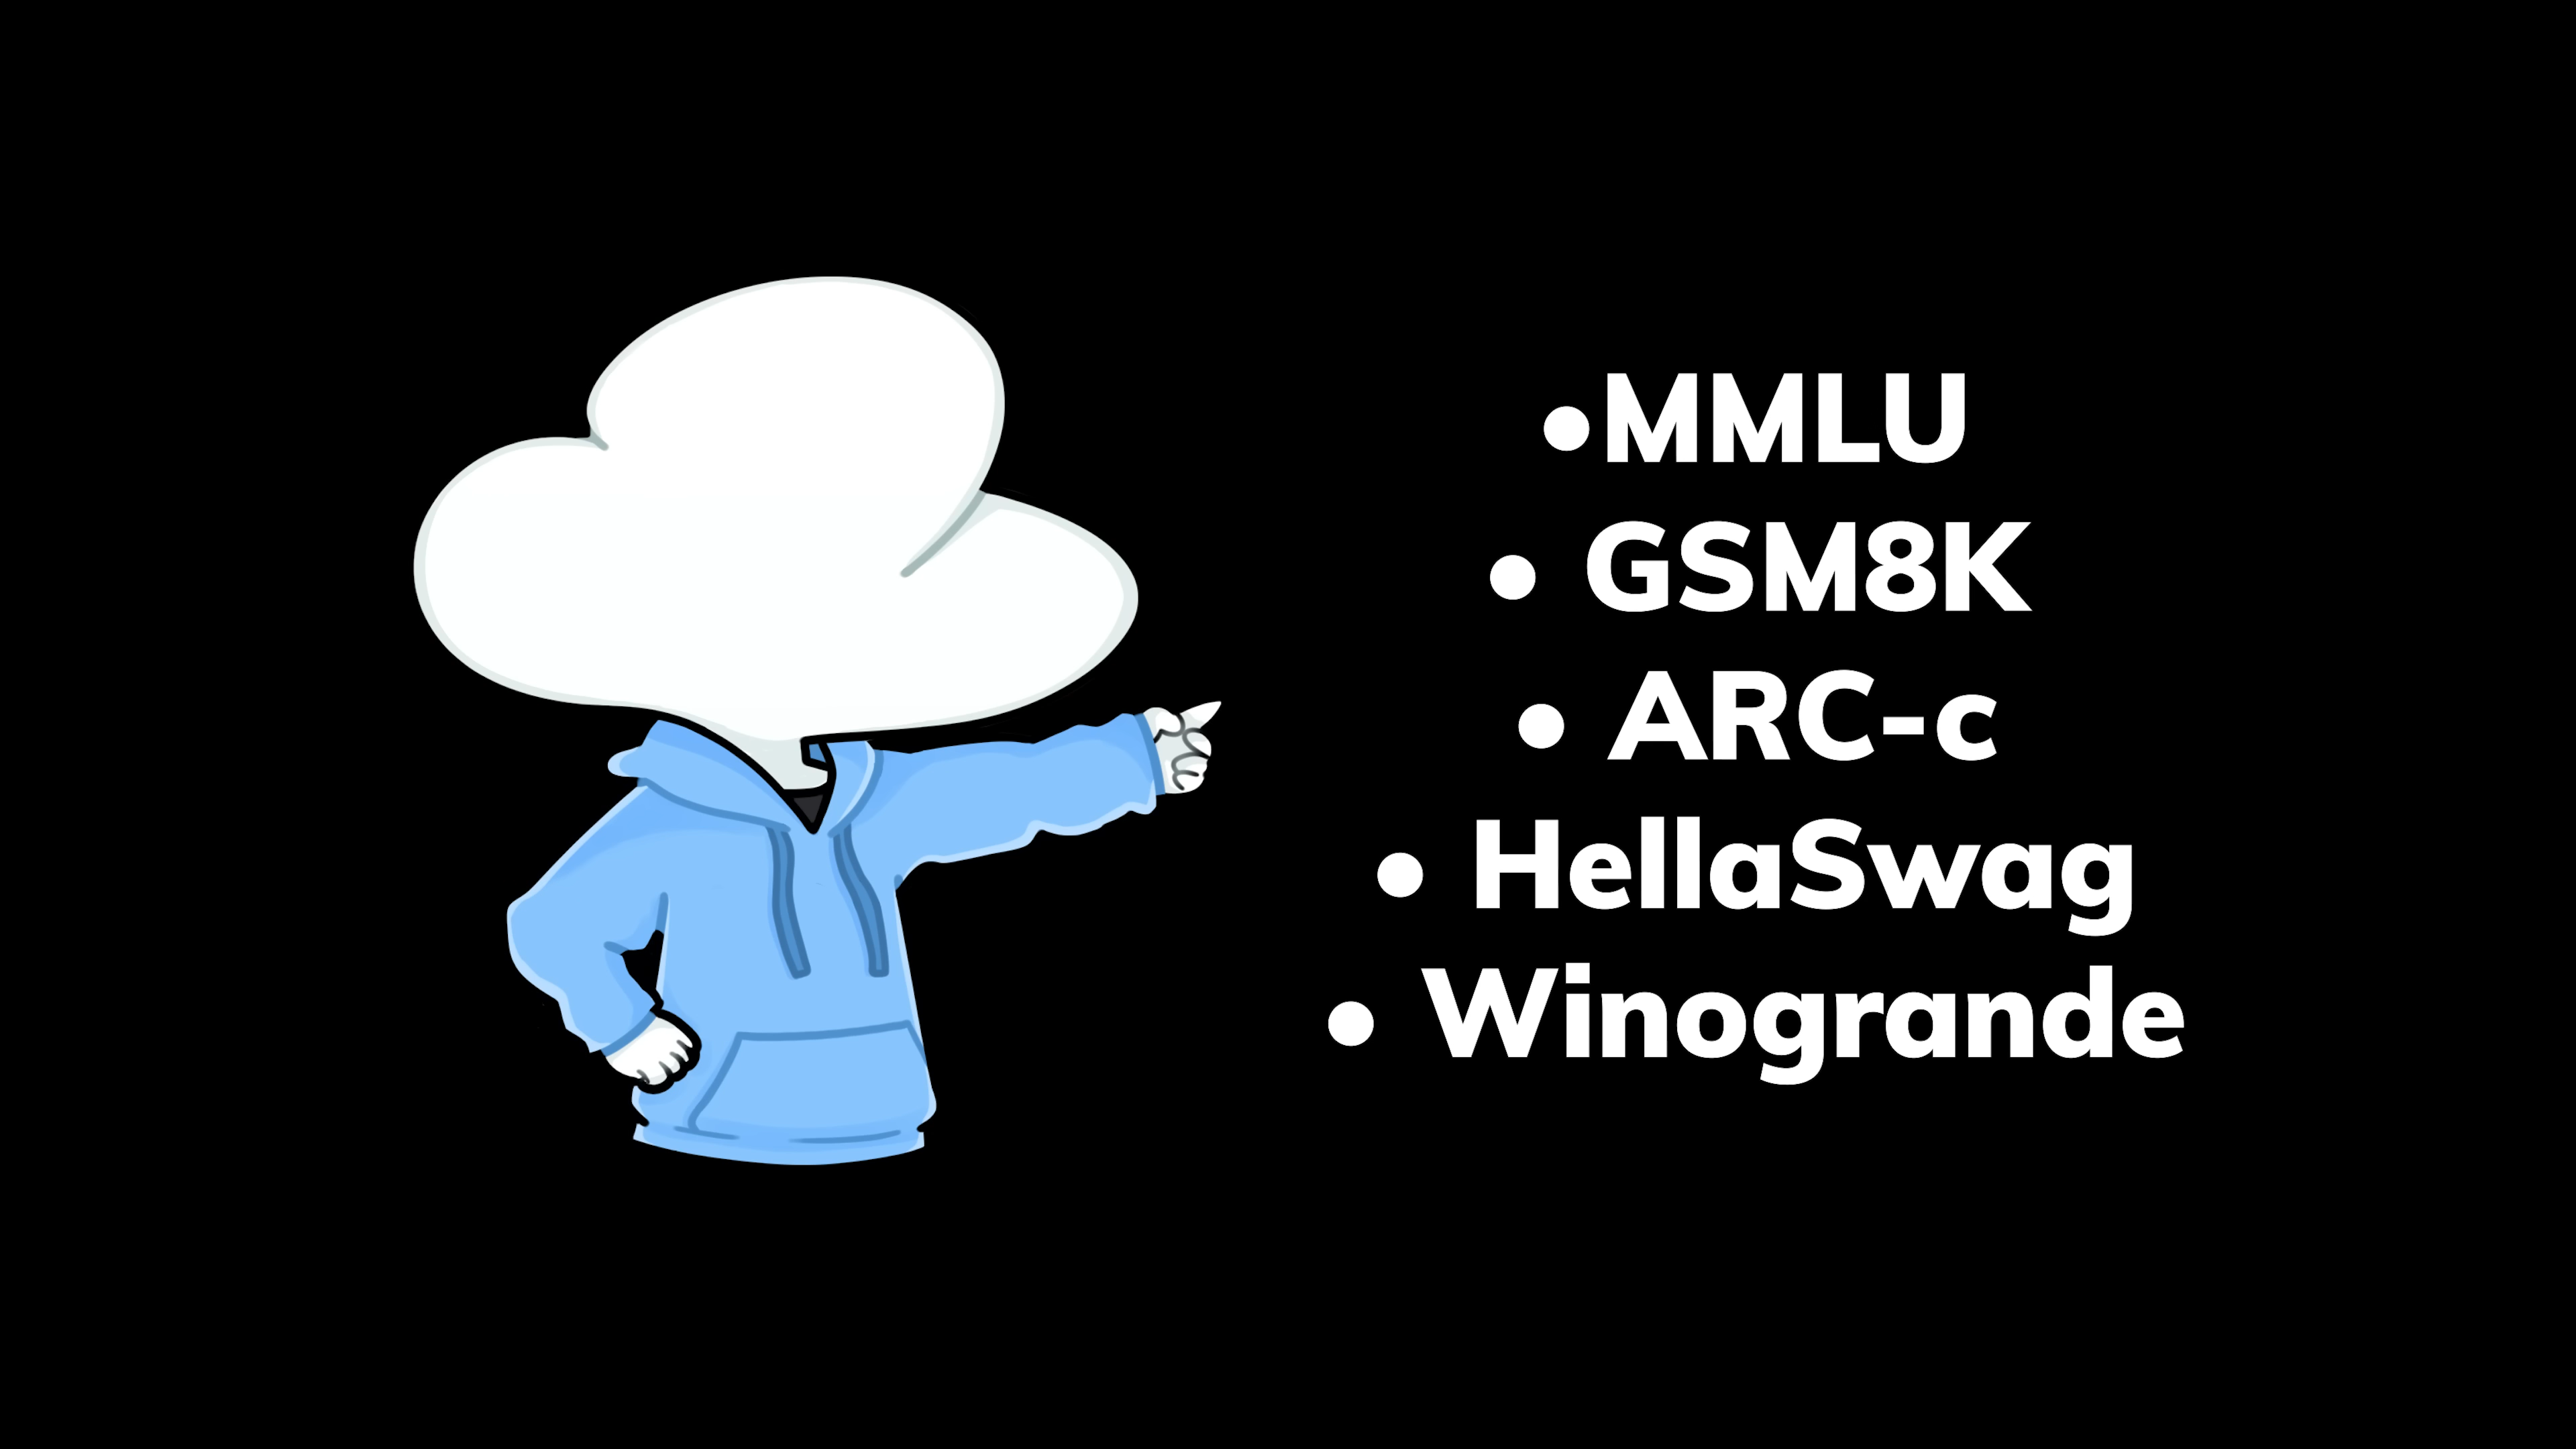 •MMLU
• GSM8K
• ARC-c
• HellaSwag
• Winogrande